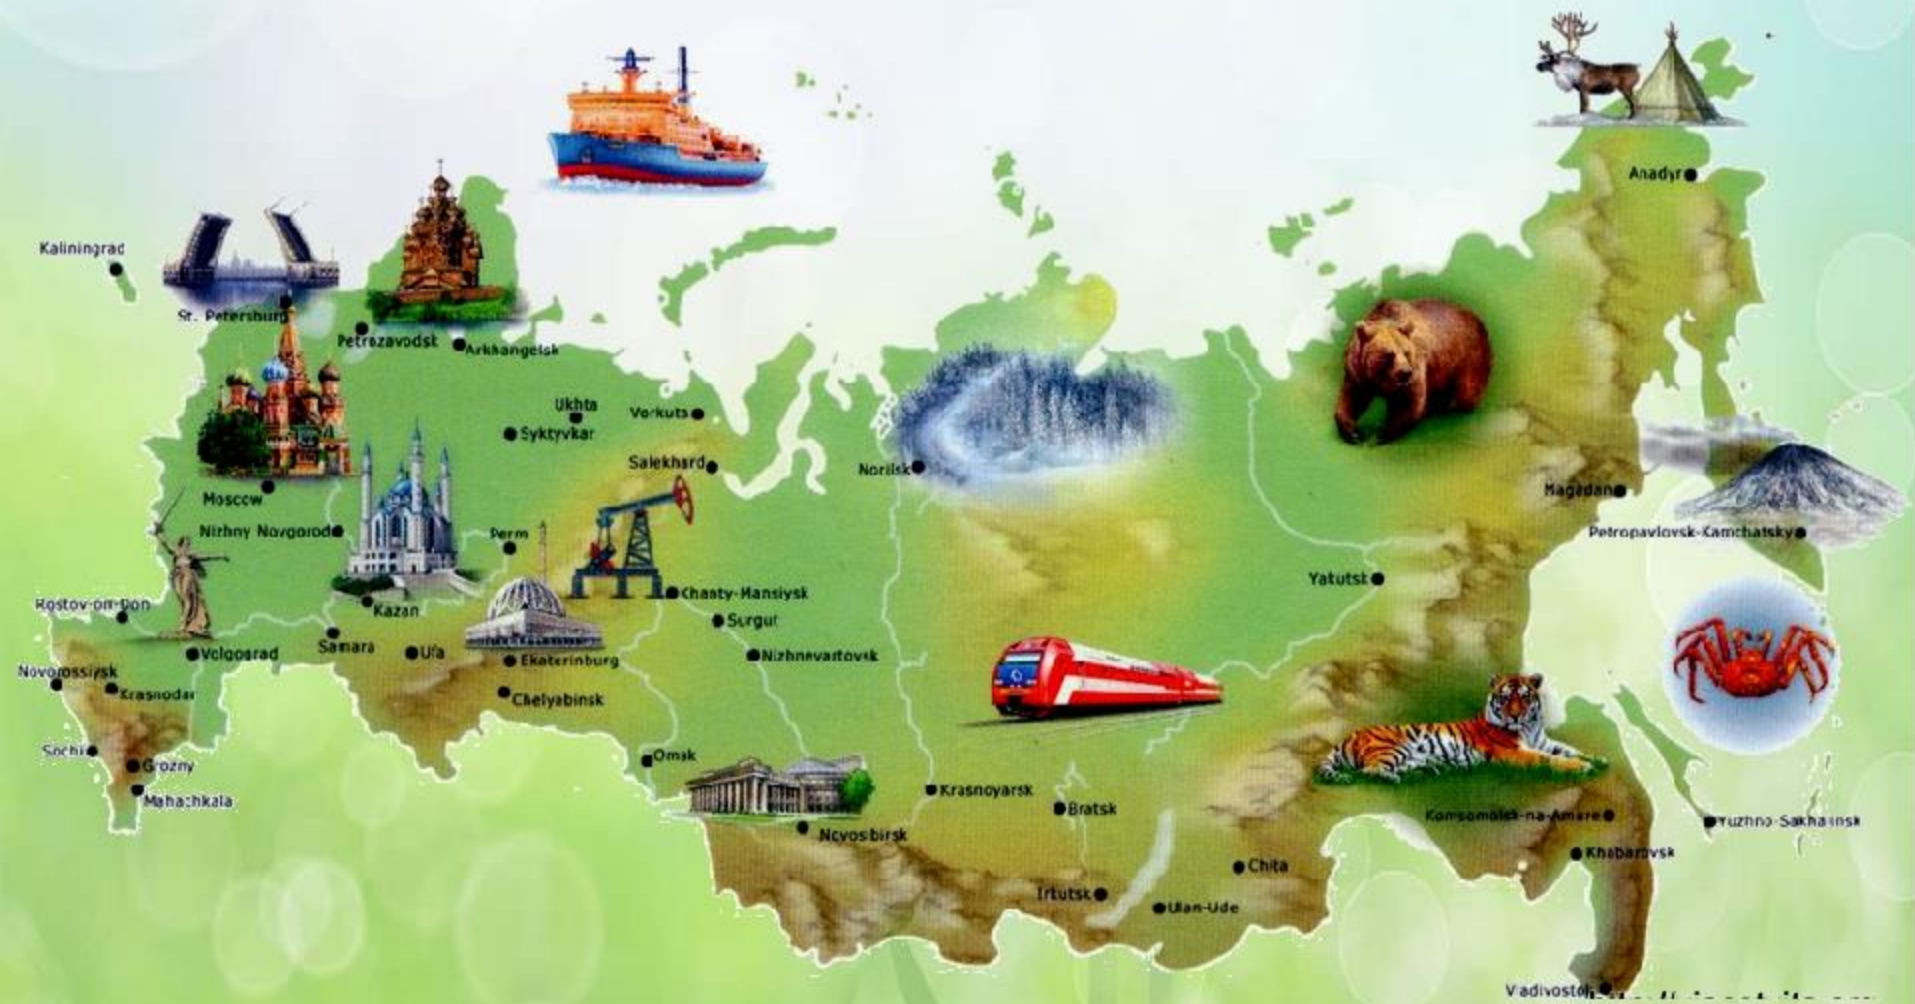 Anadyr
Kaliningrad
St. Petersburg
Petrozavodsk
Arkhangelsk
Ukhta
Vorkuta
Syktyvkar
Salekhard
Norilsk
Magadan
Moscow
Nizhny Novgorod
Perm
Petropavlovsk-Kamchatsky
Yakutsk
Chanty-Mansiysk
Rostov-on-Don
Kazan
Surgut
Samara
Ufa
Volgograd
Ekaterinburg
Nizhnevartovsk
Novorossiysk
Krasnodar
Chelyabinsk
Sochi
Grozny
Omsk
Mahachkala
Krasnoyarsk
Bratsk
Komsomolsk-na-Amure
Yuzhno-Sakhalinsk
Novosibirsk
Khabarovsk
Chita
Irkutsk
Ulan-Ude
Vladivostok